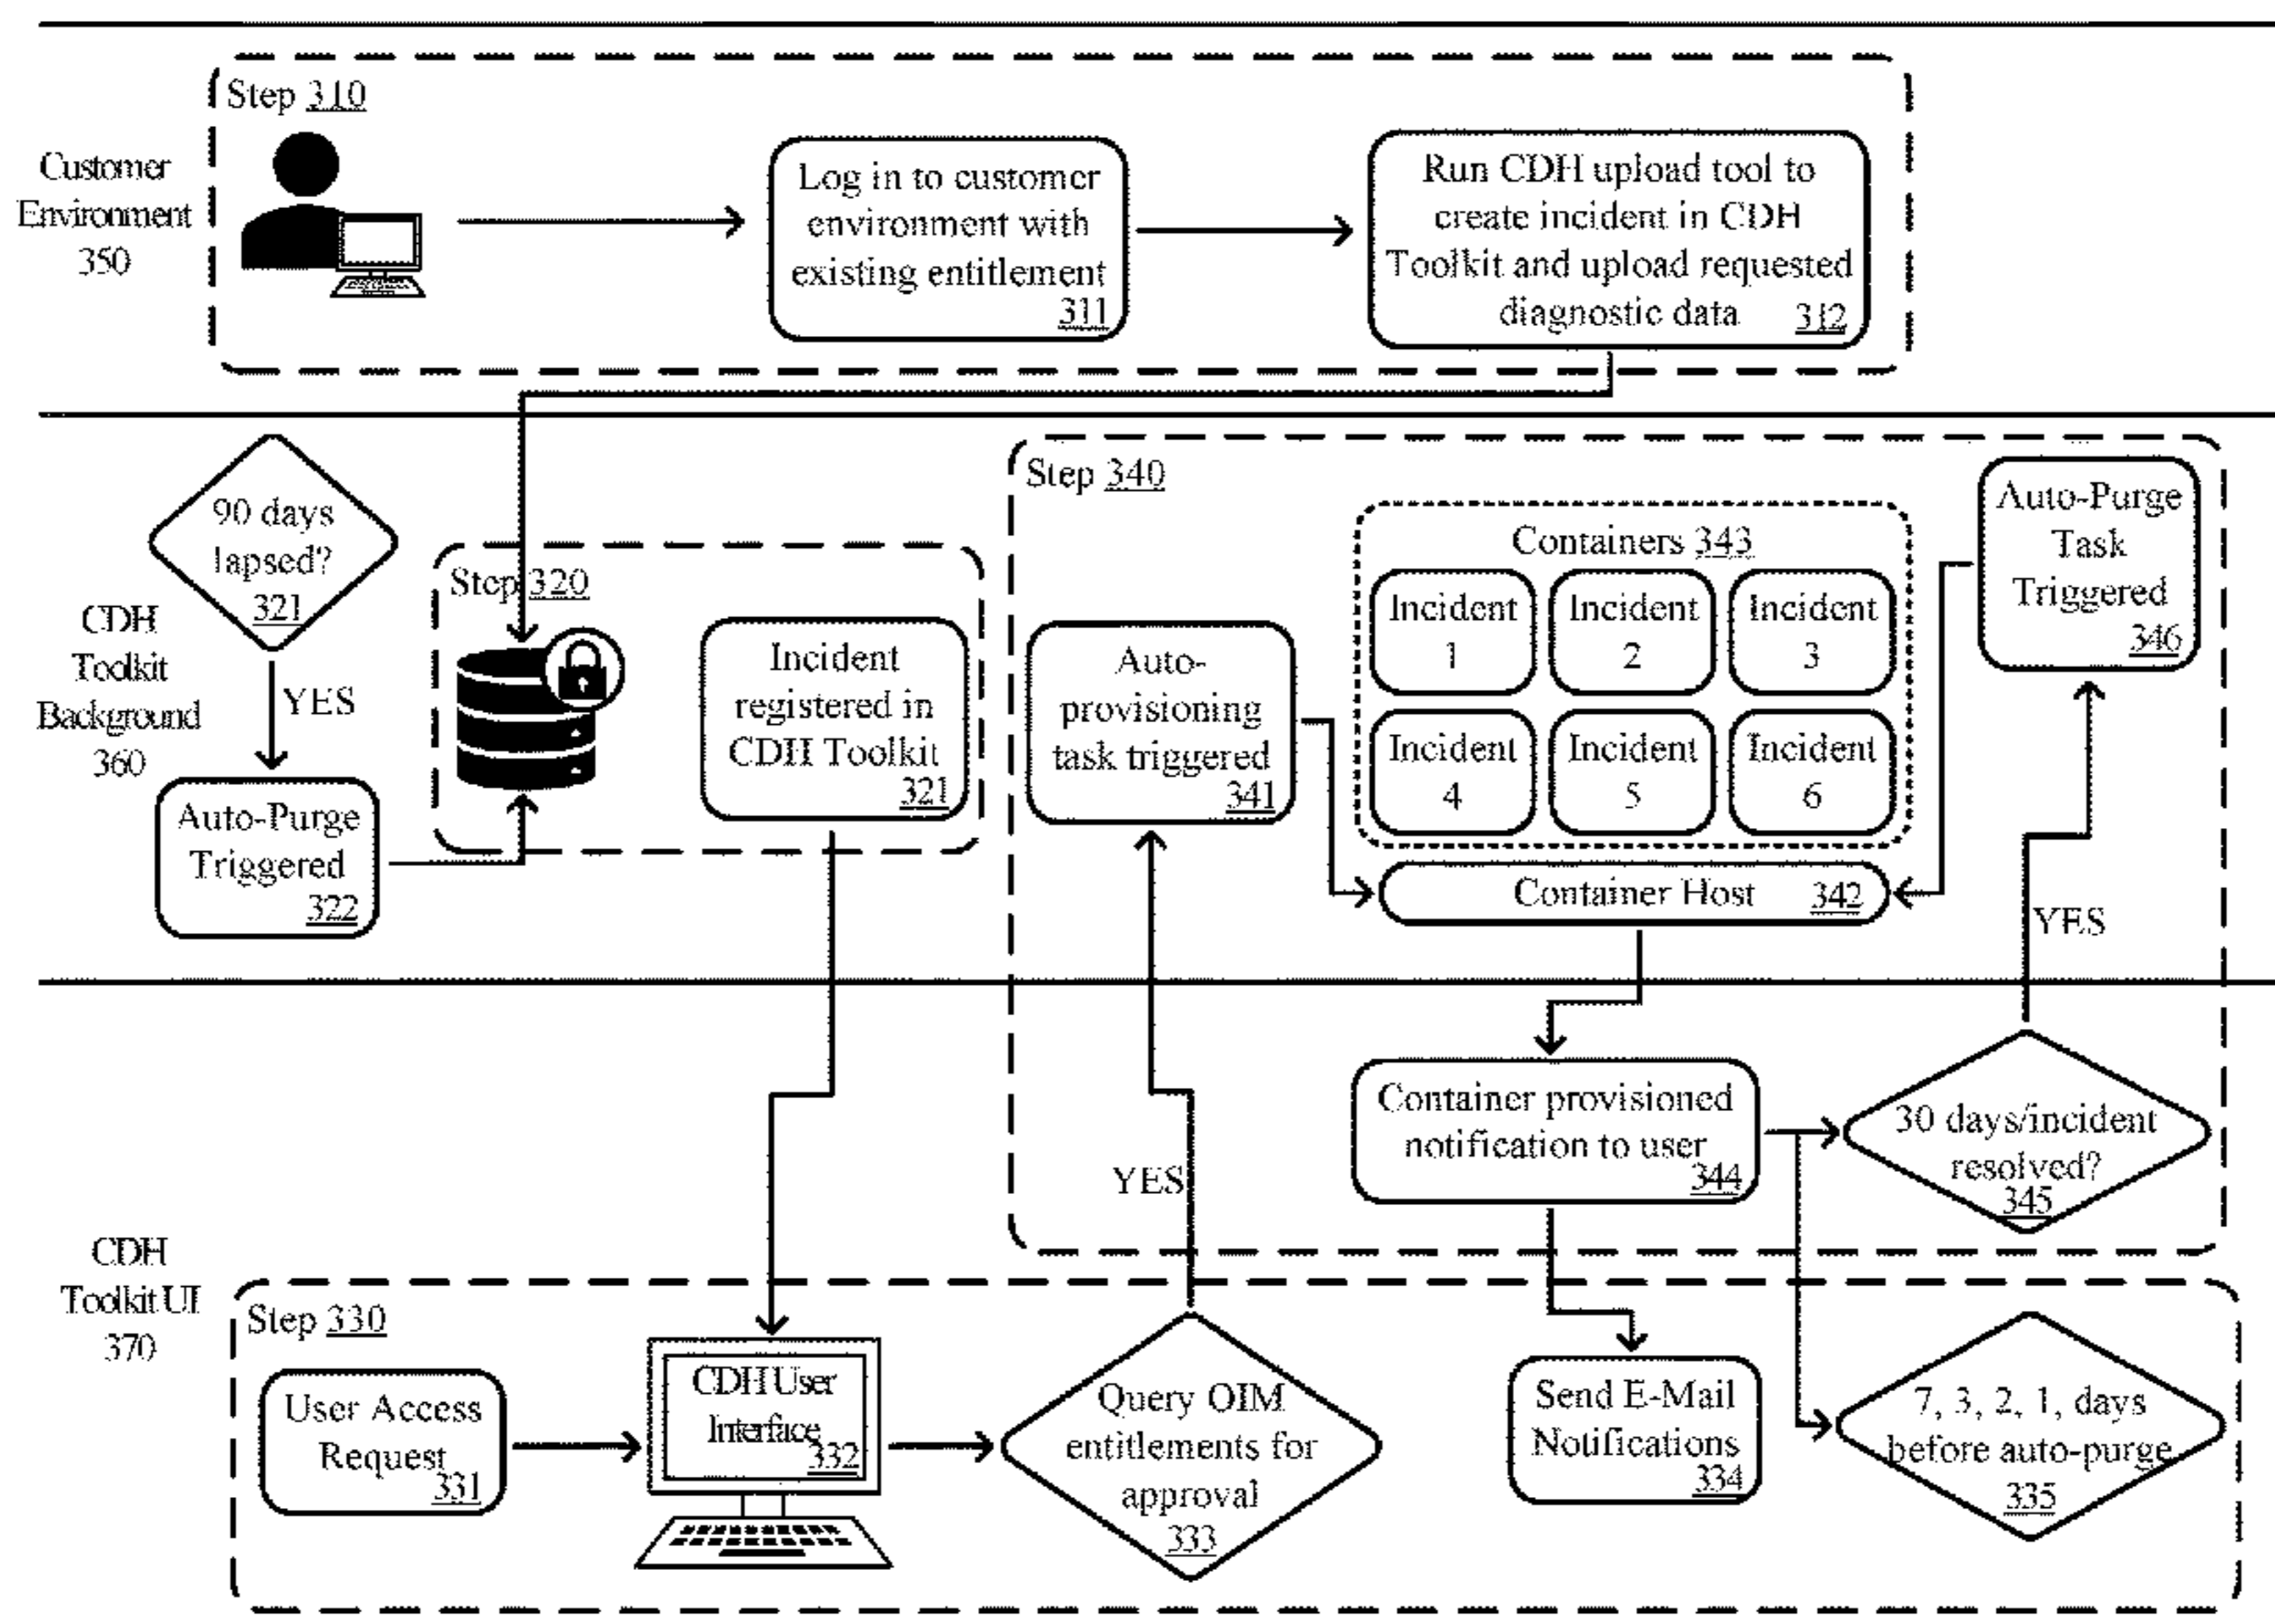 Step 310
Customer
Environment
350
Log in to customer
environment with
existing entitlement
311
Run CDH upload tool to
create incident in CDH
Toolkit and upload requested
diagnostic data 312
90 days
lapsed?
321
YES
Auto-Purge
Triggered
322
CDH
Toolkit
Background
360
Step 320
Incident
registered in
CDH Toolkit
321
Step 340
Auto-
provisioning
task triggered
341
Containers 343
Incident
1
Incident
2
Incident
3
Incident
4
Incident
5
Incident
6
Container Host 342
Auto-Purge
Task
Triggered
346
YES
Container provisioned
notification to user
344
30 days/incident
resolved?
345
YES
CDH
Toolkit UI
370
Step 330
User Access
Request
331
CDH User
Interface
332
Query OIM
entitlements for
approval
333
Send E-Mail
Notifications
334
7, 3, 2, 1, days
before auto-purge
335